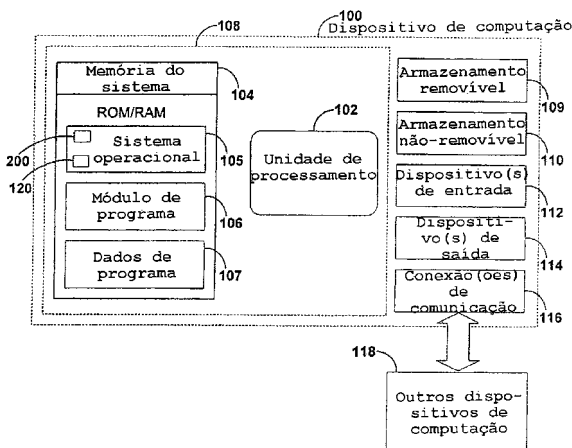 100
Dispositivo de computação
108
Memória do
sistema
104
ROM/RAM
200
120
Sistema
operacional
105
Módulo de
programa
106
Dados de
programa
107
102
Unidade de
processamento
Armazenamento
removível
109
Armazenamento
não-removível
110
Dispositivo(s)
de entrada
112
Dispositi-
vo(s) de
saída
114
Conexão(ões)
de
comunicação
116
118
Outros dispo-
sitivos de
computação